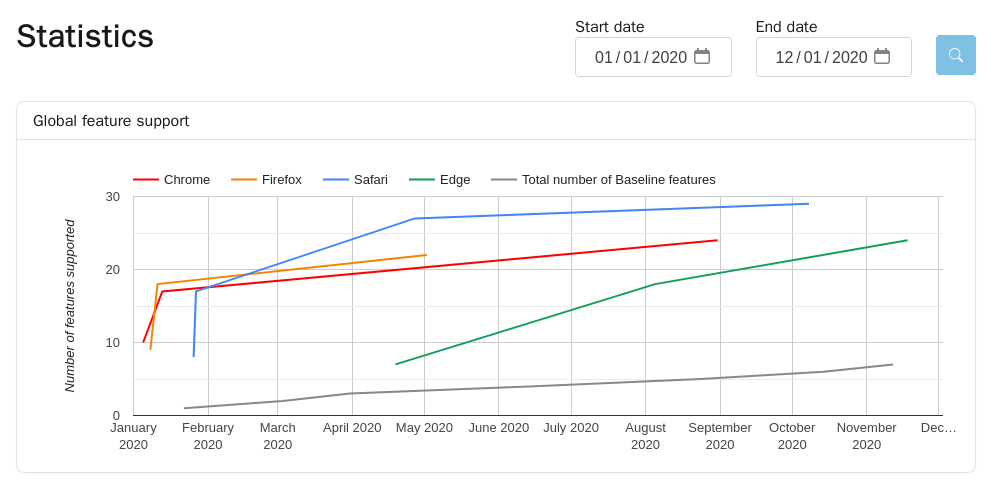 Statistics
Start date
End date
01/01/2020
12/01/2020
Global feature support
Chrome
Firefox
Safari
Edge
Total number of Baseline features
Number of features supported
30
20
10
0
January 2020
February 2020
March 2020
April 2020
May 2020
June 2020
July 2020
August 2020
September 2020
October 2020
November 2020
Dec…